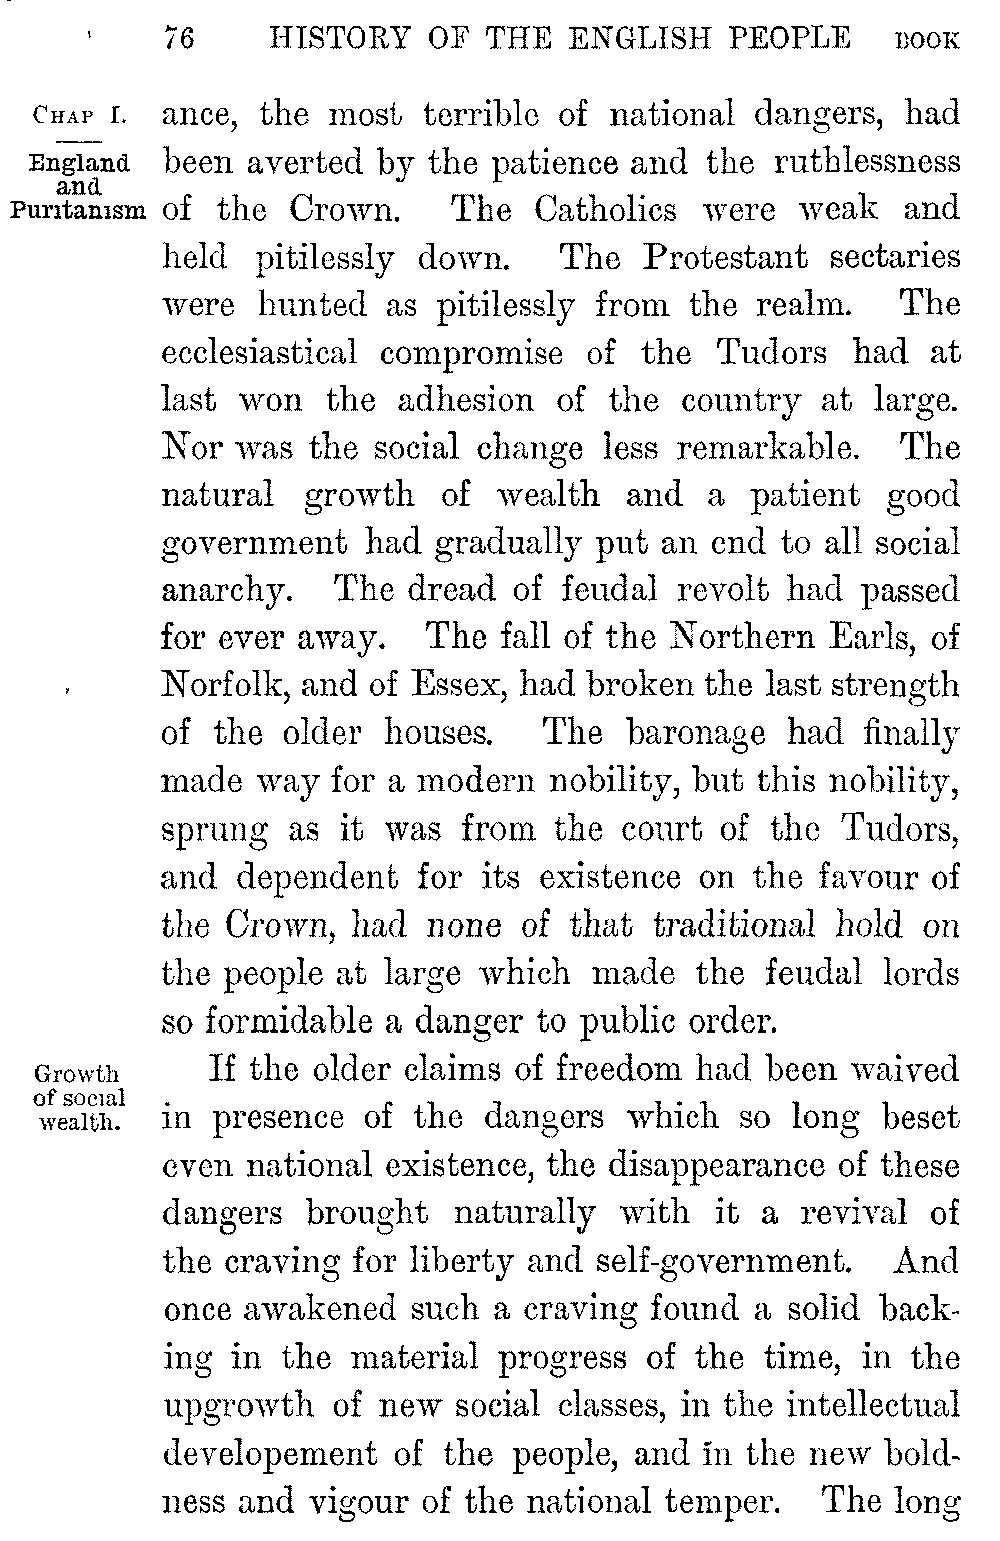 76 HISTORY OF THE ENGLISH PEOPLE BOOK
CHAP I.
England
and
Puritanism
ance, the most terrible of national dangers, had
been averted by the patience and the ruthlessness
of the Crown. The Catholics were weak and
held pitilessly down. The Protestant sectaries
were hunted as pitilessly from the realm. The
ecclesiastical compromise of the Tudors had at
last won the adhesion of the country at large.
Nor was the social change less remarkable. The
natural growth of wealth and a patient good
government had gradually put an end to all social
anarchy. The dread of feudal revolt had passed
for ever away. The fall of the Northern Earls, of
Norfolk, and of Essex, had broken the last strength
of the older houses. The baronage had finally
made way for a modern nobility, but this nobility,
sprung as it was from the court of the Tudors,
and dependent for its existence on the favour of
the Crown, had none of that traditional hold on
the people at large which made the feudal lords
so formidable a danger to public order.
Growth
of social
wealth.
If the older claims of freedom had been waived
in presence of the dangers which so long beset
even national existence, the disappearance of these
dangers brought naturally with it a revival of
the craving for liberty and self-government. And
once awakened such a craving found a solid back-
ing in the material progress of the time, in the
upgrowth of new social classes, in the intellectual
developement of the people, and in the new bold-
ness and vigour of the national temper. The long